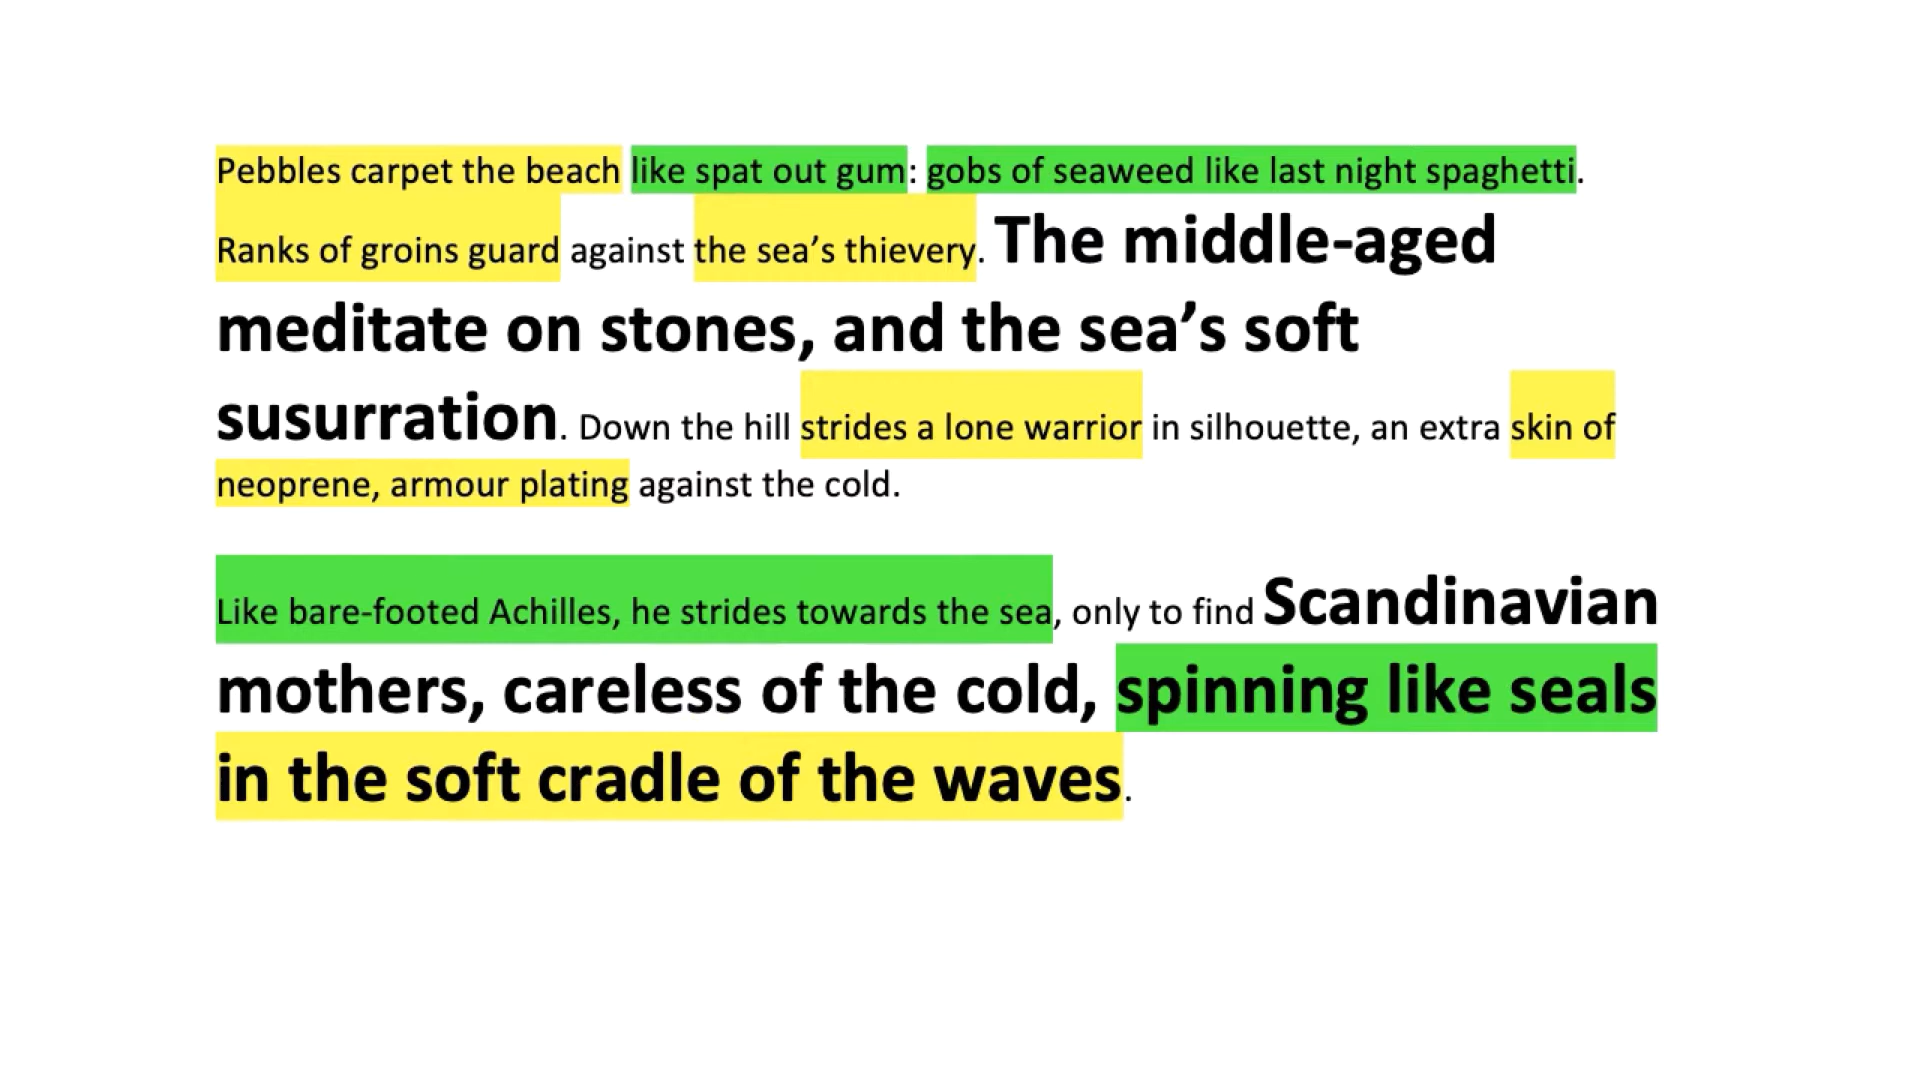 Pebbles carpet the beach like spat out gum: gobs of seaweed like last night spaghetti.
Ranks of groins guard against the sea’s thievery. The middle-aged
meditate on stones, and the sea’s soft
susurration. Down the hill strides a lone warrior in silhouette, an extra skin of
neoprene, armour plating against the cold.
Like bare-footed Achilles, he strides towards the sea, only to find Scandinavian
mothers, careless of the cold, spinning like seals
in the soft cradle of the waves.